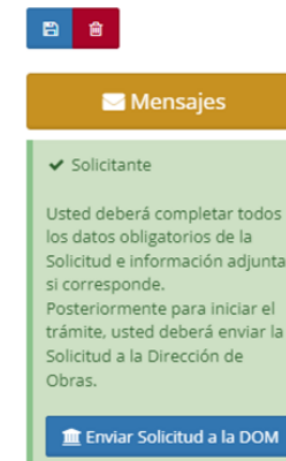 Mensajes
Solicitante
Usted deberá completar todos
los datos obligatorios de la
Solicitud e información adjunta
si corresponde.
Posteriormente para iniciar el
trámite, usted deberá enviar la
Solicitud a la Dirección de
Obras.
Enviar Solicitud a la DOM